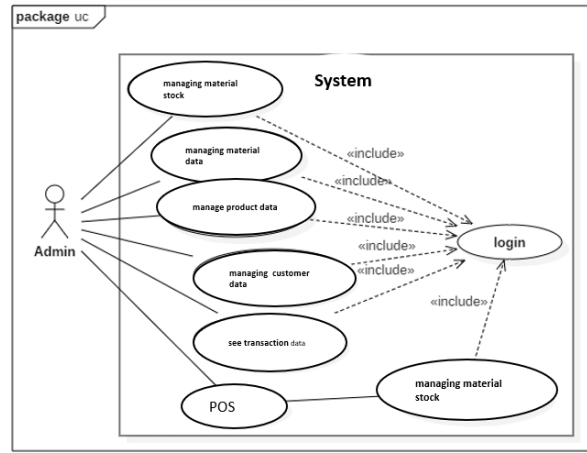 package uc
System
managing material
stock
«include»
managing material
data
«include»
manage product data
«include»
Admin
login
«include»
managing customer
data
«include»
«include»
see transaction data
managing material
stock
POS